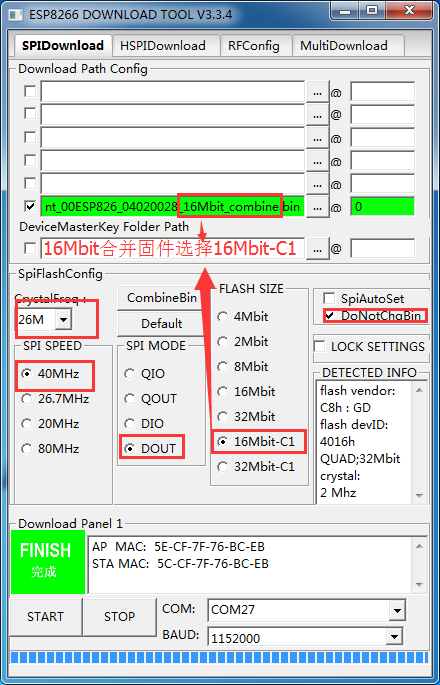 ESP8266 DOWNLOAD TOOL V3.3.4
SPIDownload HSPIDownload RFConfig MultiDownload
Download Path Config
... @
... @
... @
... @
... @
nt_00ESP826_04020028_16Mbit_combine.bin ... @ 0
DeviceMasterKey Folder Path
16Mbit合并固件选择16Mbit-C1 ... @
SpiFlashConfig
CrystalFreq :
26M
CombineBin
Default
SPI SPEED
40MHz
26.7MHz
20MHz
80MHz
SPI MODE
QIO
QOUT
DIO
DOUT
FLASH SIZE
4Mbit
2Mbit
8Mbit
16Mbit
32Mbit
16Mbit-C1
32Mbit-C1
SpiAutoSet
DoNotChgBin
LOCK SETTINGS
DETECTED INFO
flash vendor:
C8h : GD
flash devID:
4016h
QUAD;32Mbit
crystal:
2 Mhz
Download Panel 1
FINISH
完成
AP MAC: 5E-CF-7F-76-BC-EB
STA MAC: 5C-CF-7F-76-BC-EB
START
STOP
COM: COM27
BAUD: 1152000